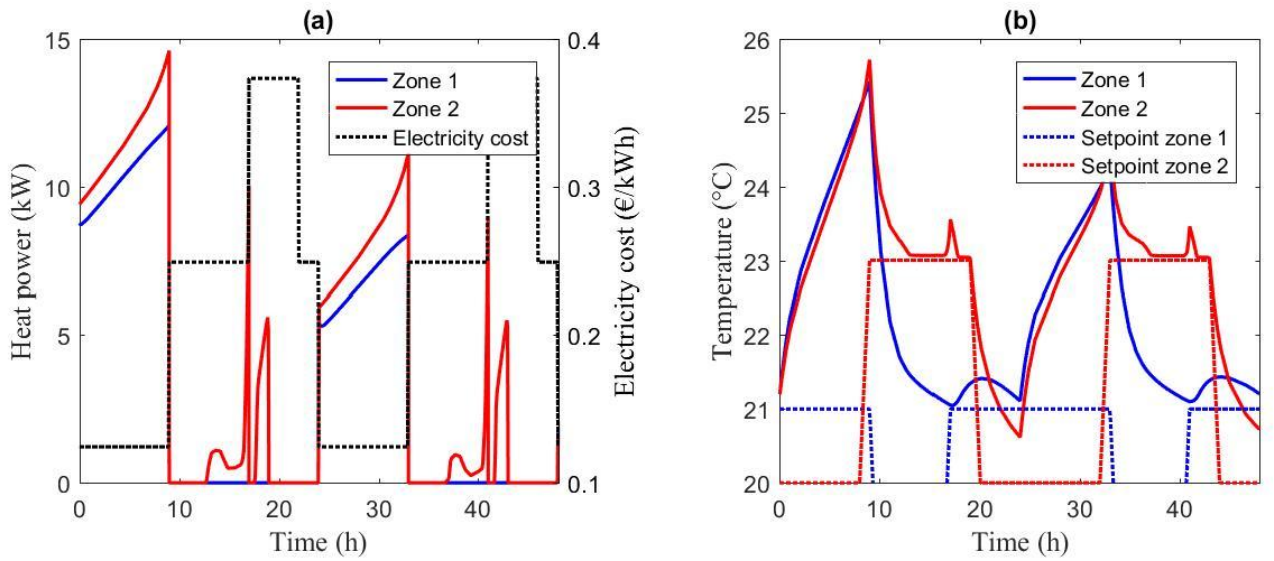 (a)
15
10
5
0
Heat power (kW)
0
10
20
30
40
Time (h)
0.4
0.3
0.2
0.1
Electricity cost (€/kWh)
Zone 1
Zone 2
Electricity cost
(b)
26
25
24
23
22
21
20
Temperature (°C)
0
10
20
30
40
Time (h)
Zone 1
Zone 2
Setpoint zone 1
Setpoint zone 2